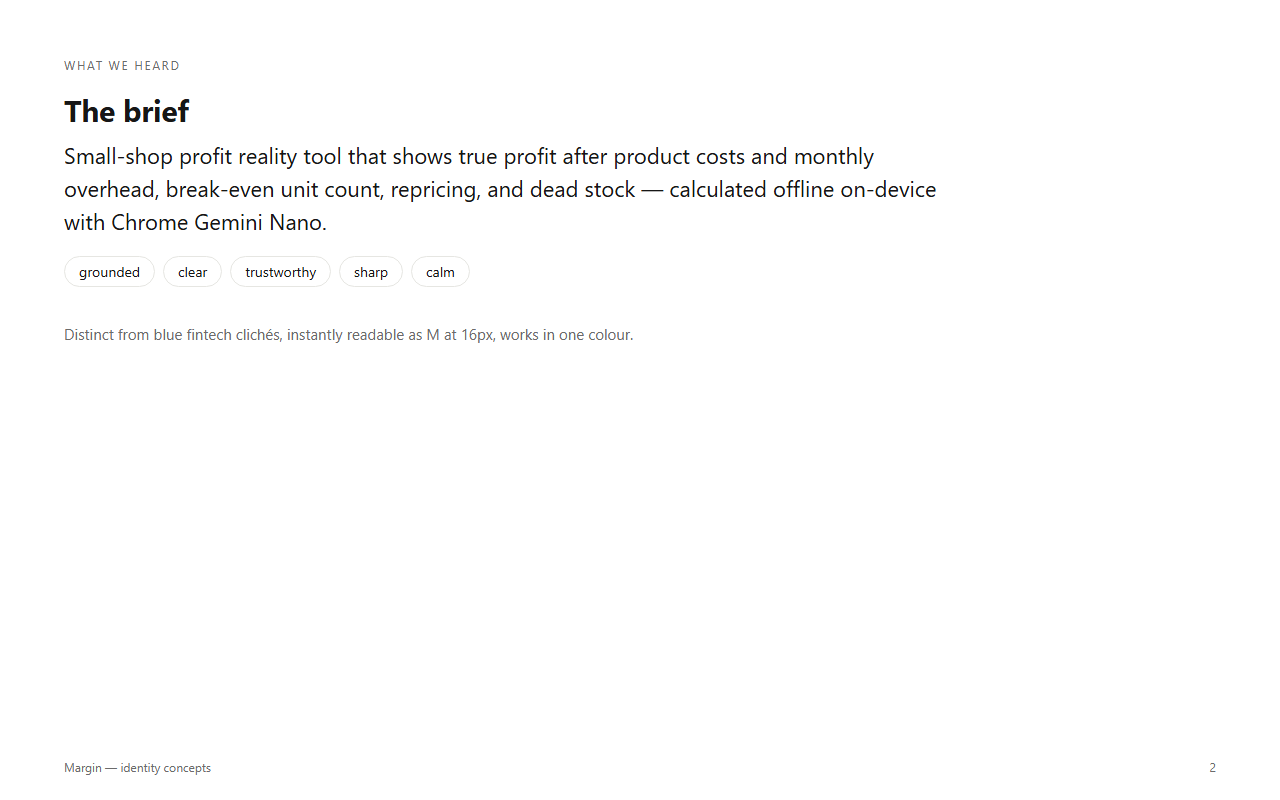 WHAT WE HEARD
The brief
Small-shop profit reality tool that shows true profit after product costs and monthly
overhead, break-even unit count, repricing, and dead stock — calculated offline on-device
with Chrome Gemini Nano.
grounded clear trustworthy sharp calm
Distinct from blue fintech clichés, instantly readable as M at 16px, works in one colour.
Margin — identity concepts 2